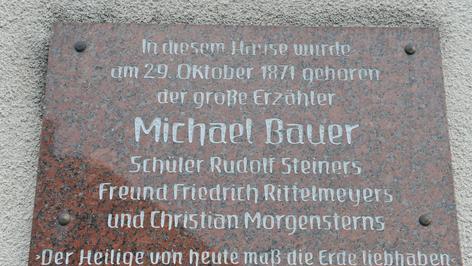 In diesem Hause wurde
am 29. Oktober 1871 geboren
der große Erzähler
Michael Bauer
Schüler Rudolf Steiners
Freund Friedrich Rittelmeyers
und Christian Morgensterns
›Der Heilige von heute muß die Erde liebhaben‹